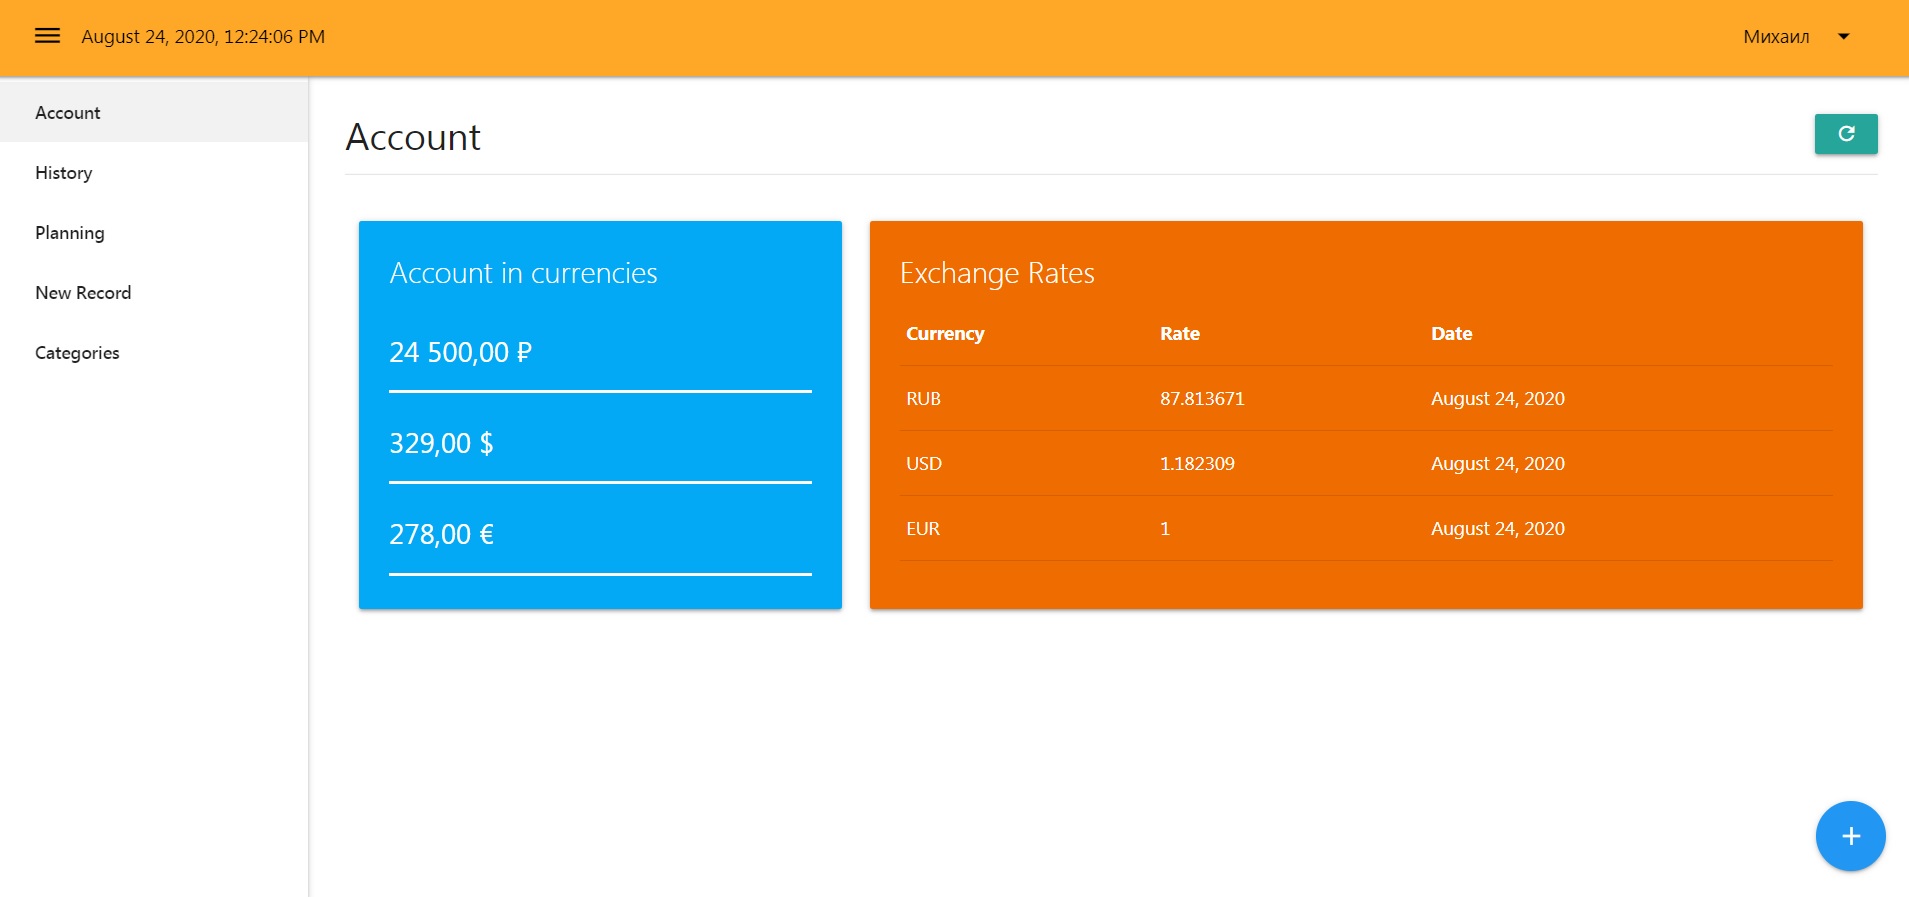 August 24, 2020, 12:24:06 PM
Михаил
Account
History
Planning
New Record
Categories
Account
Account in currencies
24 500,00 ₽
329,00 $
278,00 €
Exchange Rates
Currency Rate Date
RUB 87.813671 August 24, 2020
USD 1.182309 August 24, 2020
EUR 1 August 24, 2020